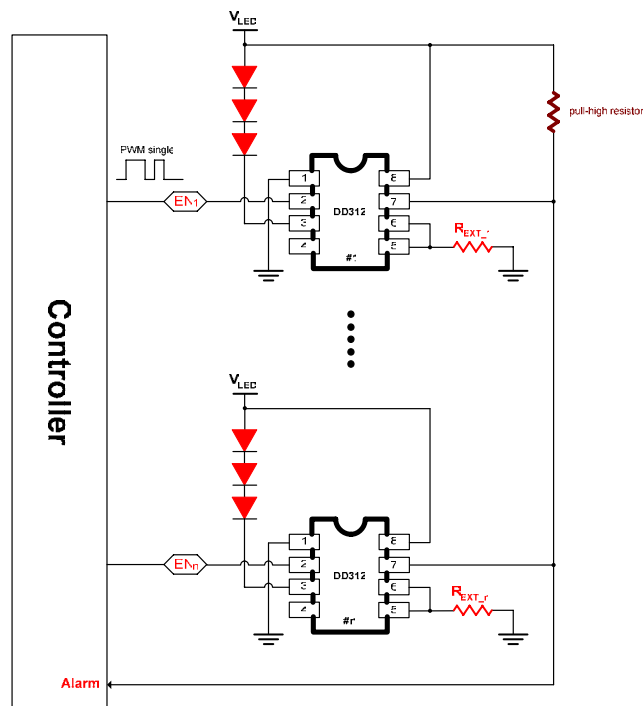 VLED
pull-high resistor
PWM single
1
8
EN1
2
DD312
7
3
6
REXT_1
4
5
#1
Controller
VLED
1
8
ENn
2
DD312
7
3
6
4
5
Alarm